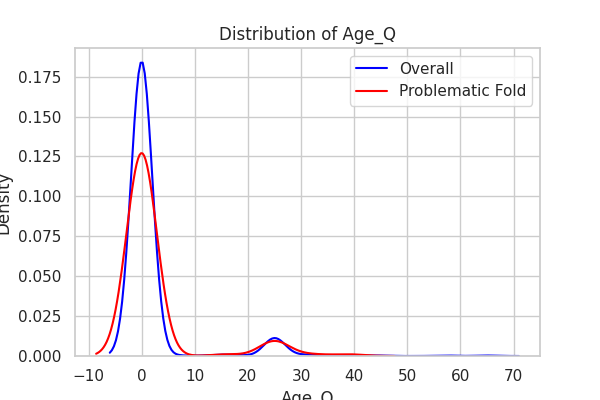 Distribution of Age_Q
Overall
Problematic Fold
Density
0.175
0.150
0.125
0.100
0.075
0.050
0.025
0.000
−10 0 10 20 30 40 50 60 70
Age_Q